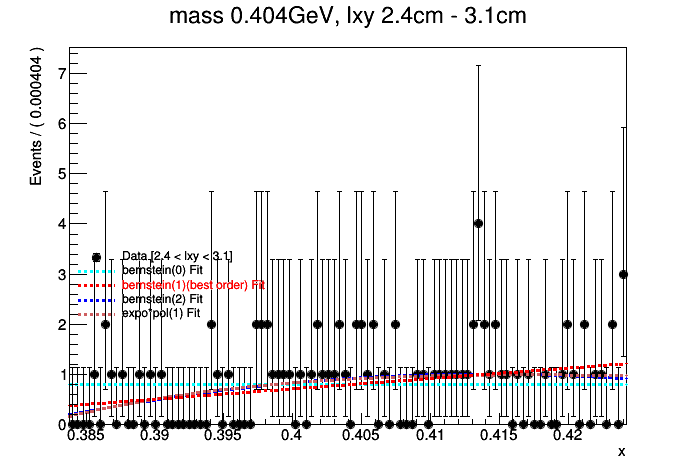 mass 0.404GeV, lxy 2.4cm - 3.1cm
Events / ( 0.000404 )
7
6
5
4
3
2
1
0
Data [2.4 < lxy < 3.1]
bernstein(0) Fit
bernstein(1)(best order) Fit
bernstein(2) Fit
expo*pol(1) Fit
0.385 0.39 0.395 0.4 0.405 0.41 0.415 0.42
x